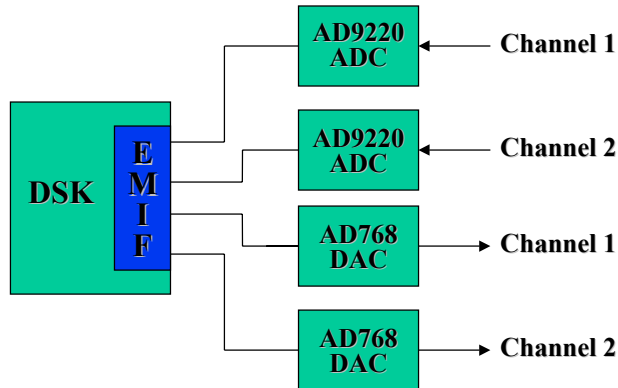 AD9220
ADC
Channel 1
AD9220
ADC
Channel 2
DSK
E
M
I
F
AD768
DAC
Channel 1
AD768
DAC
Channel 2